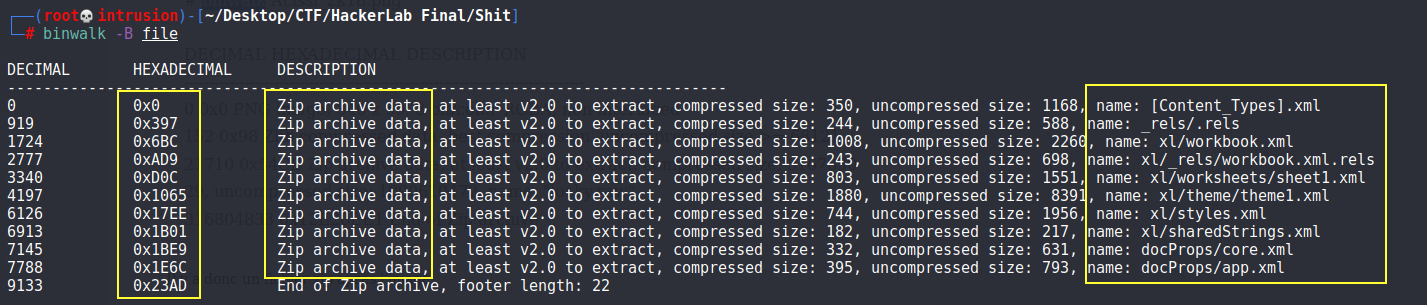 ┌──(root💀intrusion)-[~/Desktop/CTF/HackerLab Final/Shit]
└─# binwalk -B file
DECIMAL HEXADECIMAL DESCRIPTION
DECIMAL       HEXADECIMAL     DESCRIPTION
--------------------------------------------------------------------------------
0             0x0             Zip archive data, at least v2.0 to extract, compressed size: 350, uncompressed size: 1168, name: [Content_Types].xml
919           0x397           Zip archive data, at least v2.0 to extract, compressed size: 244, uncompressed size: 588, name: _rels/.rels
1724          0x6BC           Zip archive data, at least v2.0 to extract, compressed size: 1008, uncompressed size: 2260, name: xl/workbook.xml
2777          0xAD9           Zip archive data, at least v2.0 to extract, compressed size: 243, uncompressed size: 698, name: xl/_rels/workbook.xml.rels
3340          0xD0C           Zip archive data, at least v2.0 to extract, compressed size: 803, uncompressed size: 1551, name: xl/worksheets/sheet1.xml
4197          0x1065          Zip archive data, at least v2.0 to extract, compressed size: 1880, uncompressed size: 8391, name: xl/theme/theme1.xml
6126          0x17EE          Zip archive data, at least v2.0 to extract, compressed size: 744, uncompressed size: 1956, name: xl/styles.xml
6913          0x1B01          Zip archive data, at least v2.0 to extract, compressed size: 182, uncompressed size: 217, name: xl/sharedStrings.xml
7145          0x1BE9          Zip archive data, at least v2.0 to extract, compressed size: 332, uncompressed size: 631, name: docProps/core.xml
7788          0x1E6C          Zip archive data, at least v2.0 to extract, compressed size: 395, uncompressed size: 793, name: docProps/app.xml
9133          0x23AD          End of Zip archive, footer length: 22